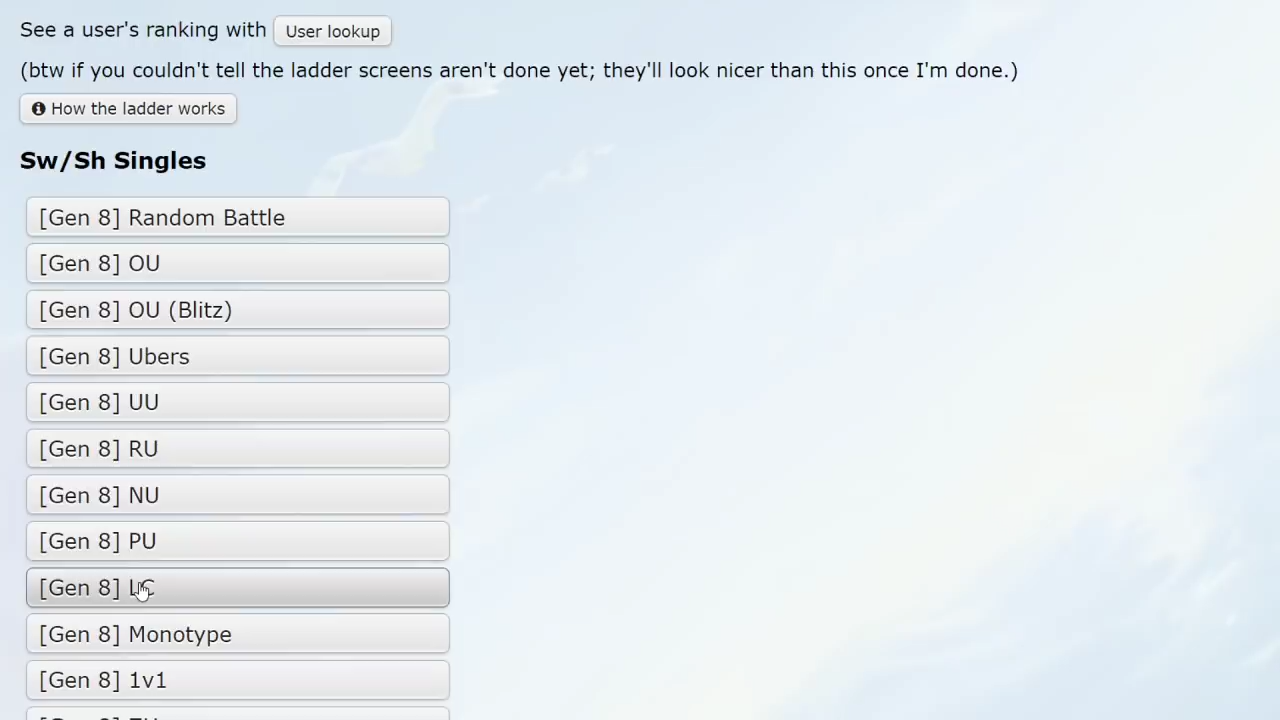 See a user's ranking with User lookup
(btw if you couldn't tell the ladder screens aren't done yet; they'll look nicer than this once I'm done.)
How the ladder works
Sw/Sh Singles
[Gen 8] Random Battle
[Gen 8] OU
[Gen 8] OU (Blitz)
[Gen 8] Ubers
[Gen 8] UU
[Gen 8] RU
[Gen 8] NU
[Gen 8] PU
[Gen 8] LC
[Gen 8] Monotype
[Gen 8] 1v1